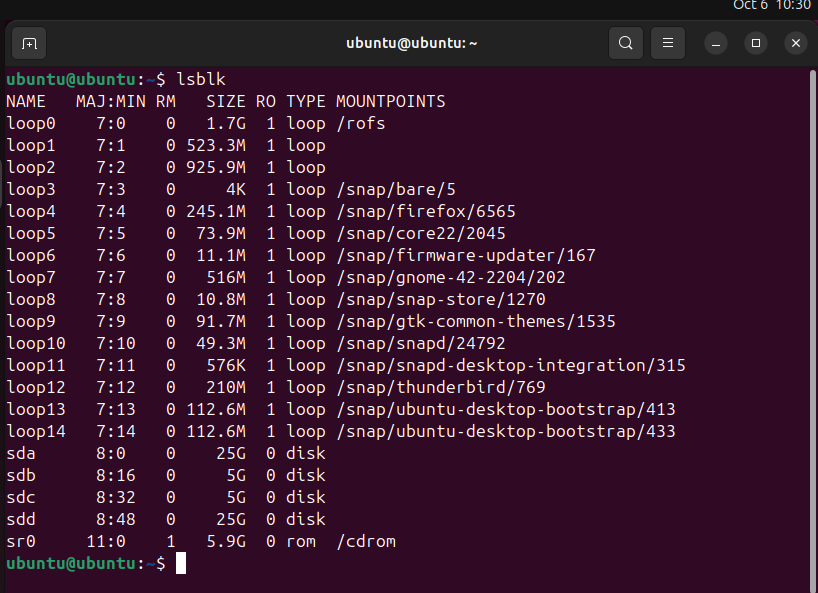 Oct 6 10:30
ubuntu@ubuntu: ~
ubuntu@ubuntu:~$ lsblk
NAME   MAJ:MIN RM   SIZE RO TYPE MOUNTPOINTS
loop0    7:0    0   1.7G  1 loop /rofs
loop1    7:1    0 523.3M  1 loop
loop2    7:2    0 925.9M  1 loop
loop3    7:3    0     4K  1 loop /snap/bare/5
loop4    7:4    0 245.1M  1 loop /snap/firefox/6565
loop5    7:5    0  73.9M  1 loop /snap/core22/2045
loop6    7:6    0  11.1M  1 loop /snap/firmware-updater/167
loop7    7:7    0   516M  1 loop /snap/gnome-42-2204/202
loop8    7:8    0  10.8M  1 loop /snap/snap-store/1270
loop9    7:9    0  91.7M  1 loop /snap/gtk-common-themes/1535
loop10   7:10   0  49.3M  1 loop /snap/snapd/24792
loop11   7:11   0   576K  1 loop /snap/snapd-desktop-integration/315
loop12   7:12   0   210M  1 loop /snap/thunderbird/769
loop13   7:13   0 112.6M  1 loop /snap/ubuntu-desktop-bootstrap/413
loop14   7:14   0 112.6M  1 loop /snap/ubuntu-desktop-bootstrap/433
sda      8:0    0    25G  0 disk
sdb      8:16   0     5G  0 disk
sdc      8:32   0     5G  0 disk
sdd      8:48   0    25G  0 disk
sr0     11:0    1   5.9G  0 rom  /cdrom
ubuntu@ubuntu:~$